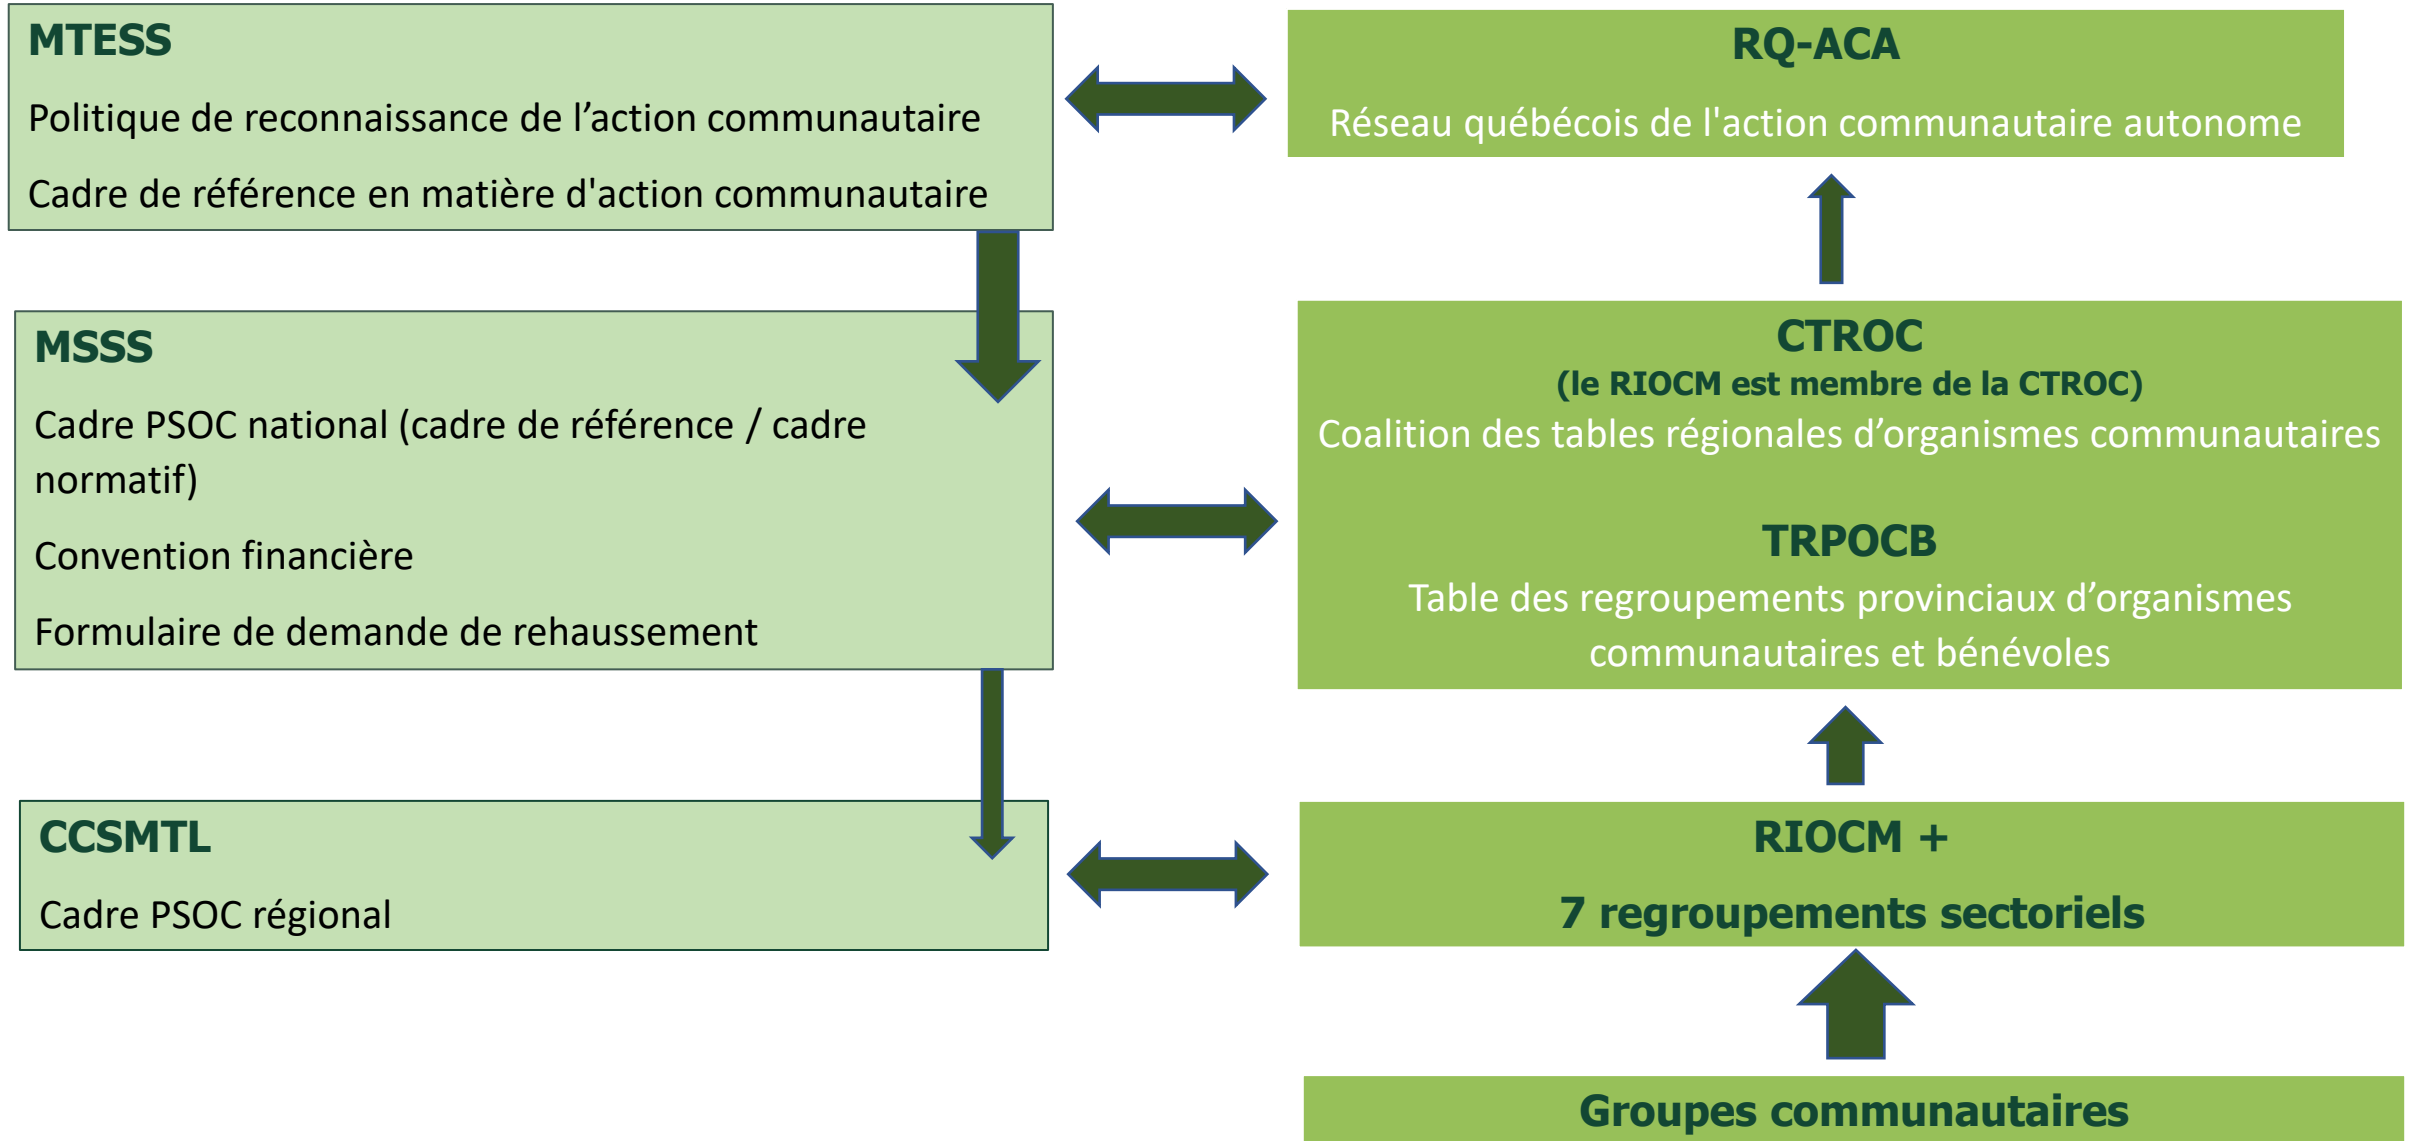 MTESS
Politique de reconnaissance de l’action communautaire
Cadre de référence en matière d'action communautaire
RQ-ACA
Réseau québécois de l'action communautaire autonome
MSSS
Cadre PSOC national (cadre de référence / cadre
normatif)
Convention financière
Formulaire de demande de rehaussement
CTROC
(le RIOCM est membre de la CTROC)
Coalition des tables régionales d’organismes communautaires
TRPOCB
Table des regroupements provinciaux d’organismes
communautaires et bénévoles
CCSMTL
Cadre PSOC régional
RIOCM +
7 regroupements sectoriels
Groupes communautaires